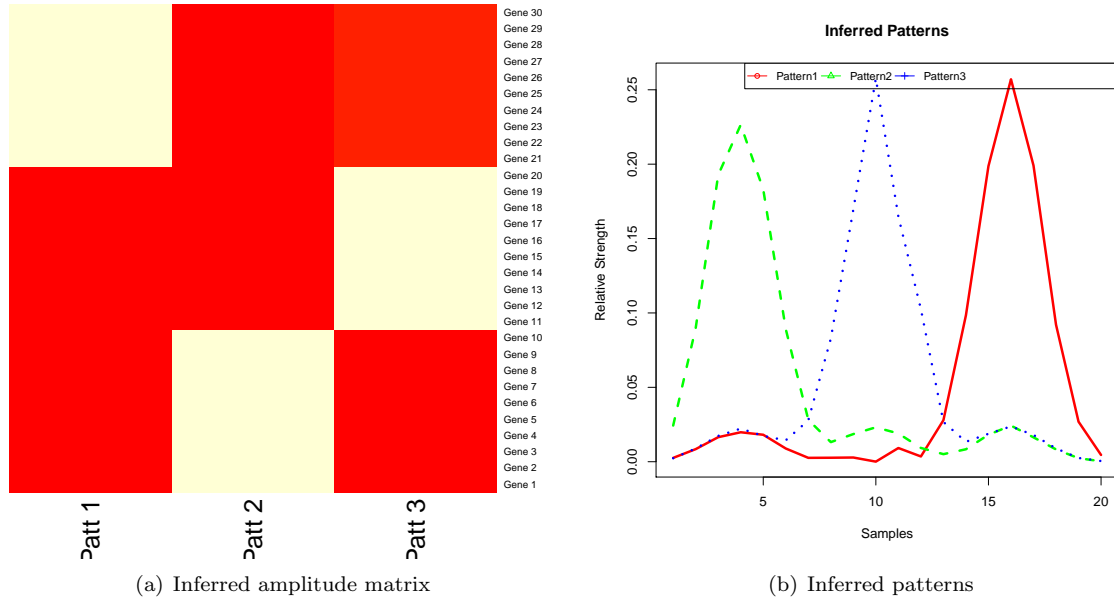 Gene 30
Gene 29
Gene 28
Gene 27
Gene 26
Gene 25
Gene 24
Gene 23
Gene 22
Gene 21
Gene 20
Gene 19
Gene 18
Gene 17
Gene 16
Gene 15
Gene 14
Gene 13
Gene 12
Gene 11
Gene 10
Gene 9
Gene 8
Gene 7
Gene 6
Gene 5
Gene 4
Gene 3
Gene 2
Gene 1
Patt 1
Patt 2
Patt 3
(a) Inferred amplitude matrix
Inferred Patterns
Pattern1
Pattern2
Pattern3
Relative Strength
0.25
0.20
0.15
0.10
0.05
0.00
5
10
15
20
Samples
(b) Inferred patterns